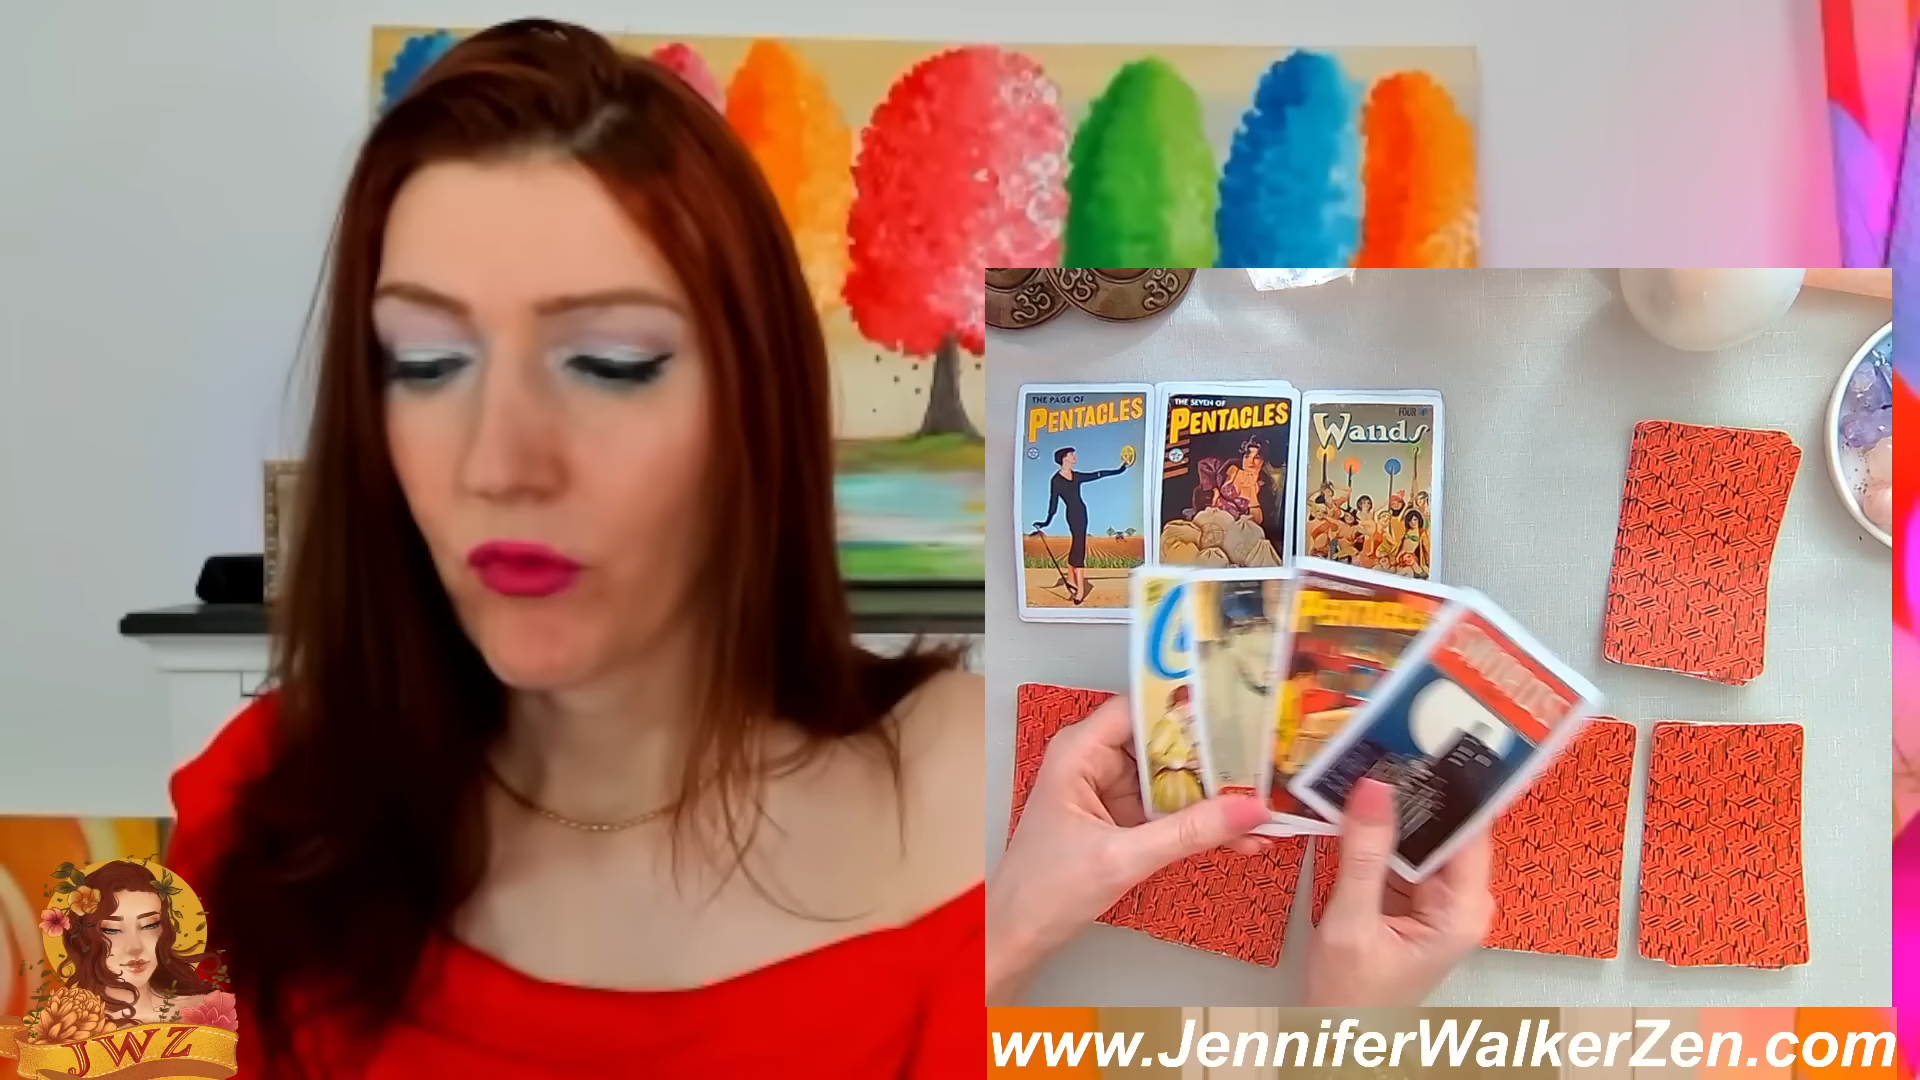 THE PAGE OF
PENTACLES
THE SEVEN OF
PENTACLES
FOUR OF
Wands
Pentacles
JWZ
www.JenniferWalkerZen.com